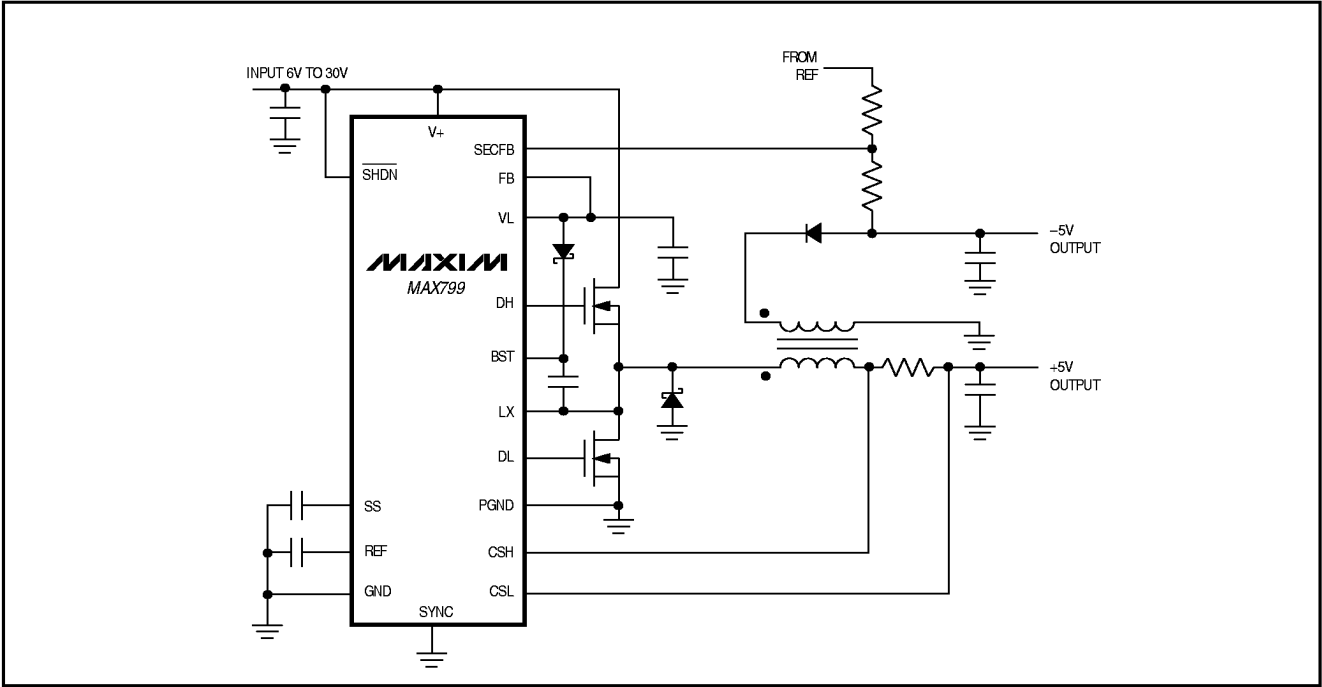 INPUT 6V TO 30V
FROM
REF
V+
SECFB
SHDN
FB
VL
–5V
OUTPUT
MAXIM
MAX799
DH
BST
+5V
OUTPUT
LX
DL
SS
PGND
REF
CSH
GND
CSL
SYNC